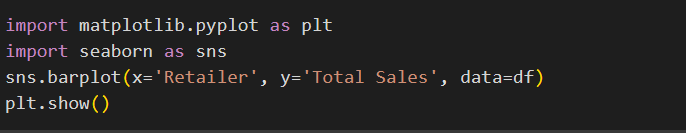 import matplotlib.pyplot as plt
import seaborn as sns
sns.barplot(x='Retailer', y='Total Sales', data=df)
plt.show()